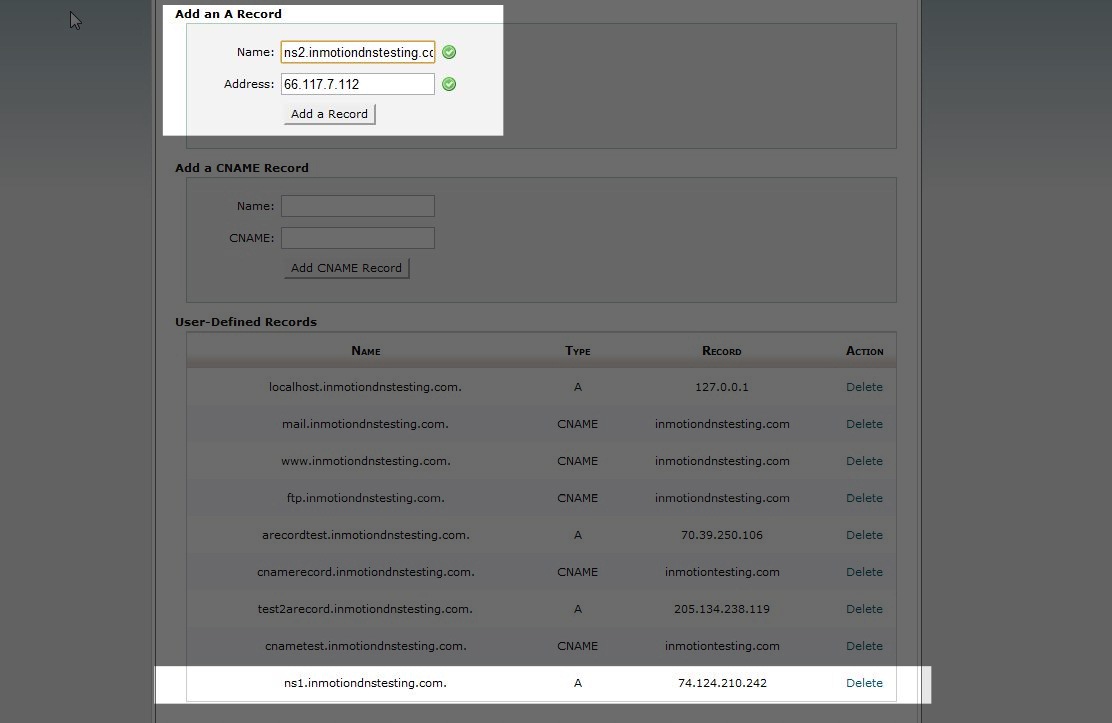 Add an A Record
Name: ns2.inmotiondnstesting.cc
Address: 66.117.7.112
Add a Record
Add a CNAME Record
Name:
CNAME:
Add CNAME Record
User-Defined Records
Name Type Record Action
localhost.inmotiondnstesting.com. A 127.0.0.1 Delete
mail.inmotiondnstesting.com. CNAME inmotiondnstesting.com Delete
www.inmotiondnstesting.com. CNAME inmotiondnstesting.com Delete
ftp.inmotiondnstesting.com. CNAME inmotiondnstesting.com Delete
arecordtest.inmotiondnstesting.com. A 70.39.250.106 Delete
cnamerecord.inmotiondnstesting.com. CNAME inmotiontesting.com Delete
test2arecord.inmotiondnstesting.com. A 205.134.238.119 Delete
cnametest.inmotiondnstesting.com. CNAME inmotiontesting.com Delete
ns1.inmotiondnstesting.com. A 74.124.210.242 Delete